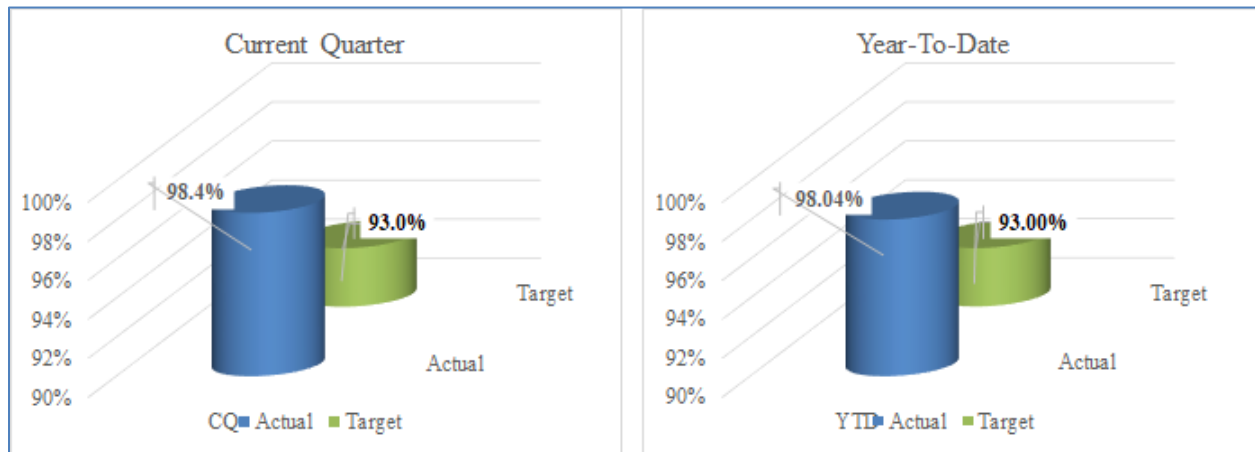 Current Quarter
100%
98%
96%
94%
92%
90%
98.4%
93.0%
Target
Actual
CQ Actual Target
Year-To-Date
100%
98%
96%
94%
92%
90%
98.04%
93.00%
Target
Actual
YTD Actual Target